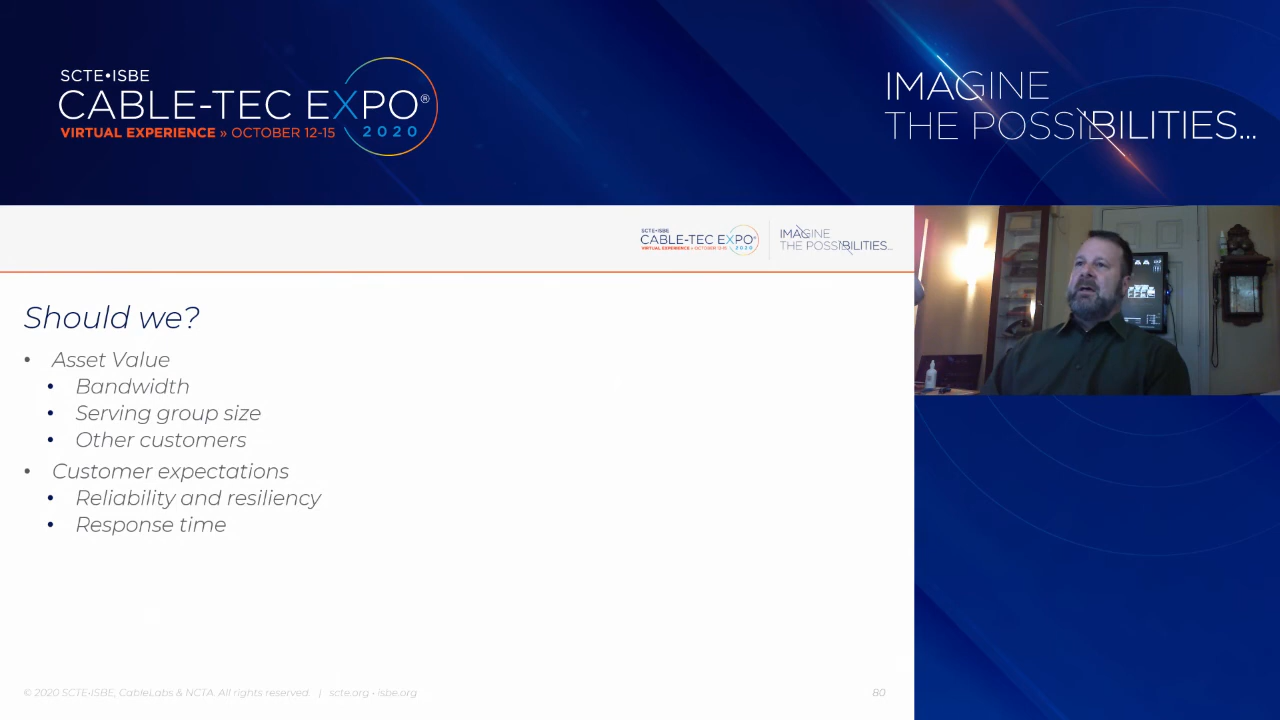 SCTE•ISBE
CABLE-TEC EXPO®
VIRTUAL EXPERIENCE » OCTOBER 12-15 2020
IMAGINE
THE POSSIBILITIES...
SCTE•ISBE
CABLE-TEC EXPO®
VIRTUAL EXPERIENCE » OCTOBER 12-15 2020
IMAGINE
THE POSSIBILITIES...
Should we?
• Asset Value
• Bandwidth
• Serving group size
• Other customers
• Customer expectations
• Reliability and resiliency
• Response time
© 2020 SCTE•ISBE, CableLabs & NCTA. All rights reserved. | scte.org • isbe.org
80